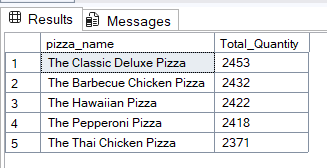 Results Messages
pizza_name Total_Quantity
1 The Classic Deluxe Pizza 2453
2 The Barbecue Chicken Pizza 2432
3 The Hawaiian Pizza 2422
4 The Pepperoni Pizza 2418
5 The Thai Chicken Pizza 2371